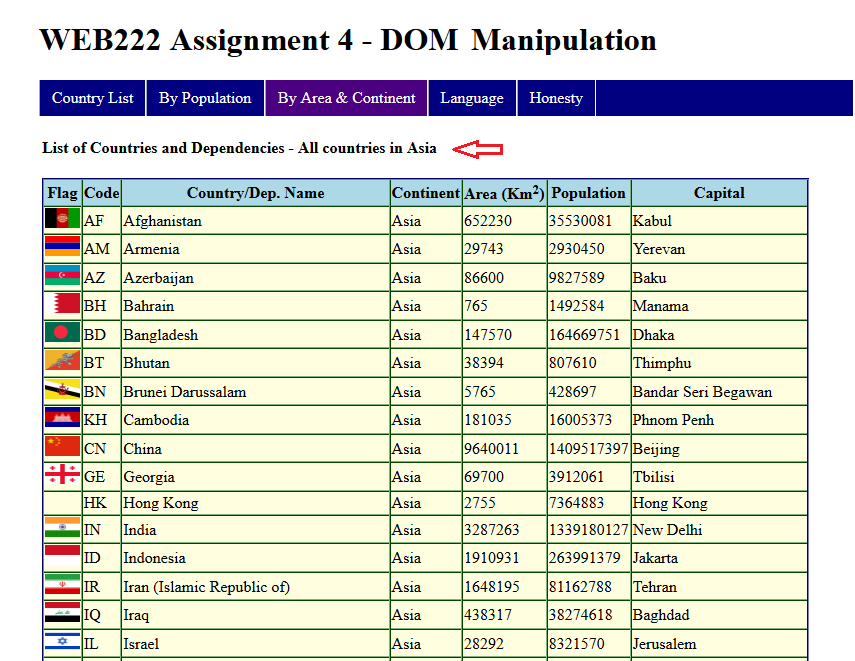 WEB222 Assignment 4 - DOM Manipulation
Country List By Population By Area & Continent Language Honesty
List of Countries and Dependencies - All countries in Asia
Flag Code Country/Dep. Name Continent Area (Km²) Population Capital
AF Afghanistan Asia 652230 35530081 Kabul
AM Armenia Asia 29743 2930450 Yerevan
AZ Azerbaijan Asia 86600 9827589 Baku
BH Bahrain Asia 765 1492584 Manama
BD Bangladesh Asia 147570 164669751 Dhaka
BT Bhutan Asia 38394 807610 Thimphu
BN Brunei Darussalam Asia 5765 428697 Bandar Seri Begawan
KH Cambodia Asia 181035 16005373 Phnom Penh
CN China Asia 9640011 1409517397 Beijing
GE Georgia Asia 69700 3912061 Tbilisi
HK Hong Kong Asia 2755 7364883 Hong Kong
IN India Asia 3287263 1339180127 New Delhi
ID Indonesia Asia 1910931 263991379 Jakarta
IR Iran (Islamic Republic of) Asia 1648195 81162788 Tehran
IQ Iraq Asia 438317 38274618 Baghdad
IL Israel Asia 28292 8321570 Jerusalem